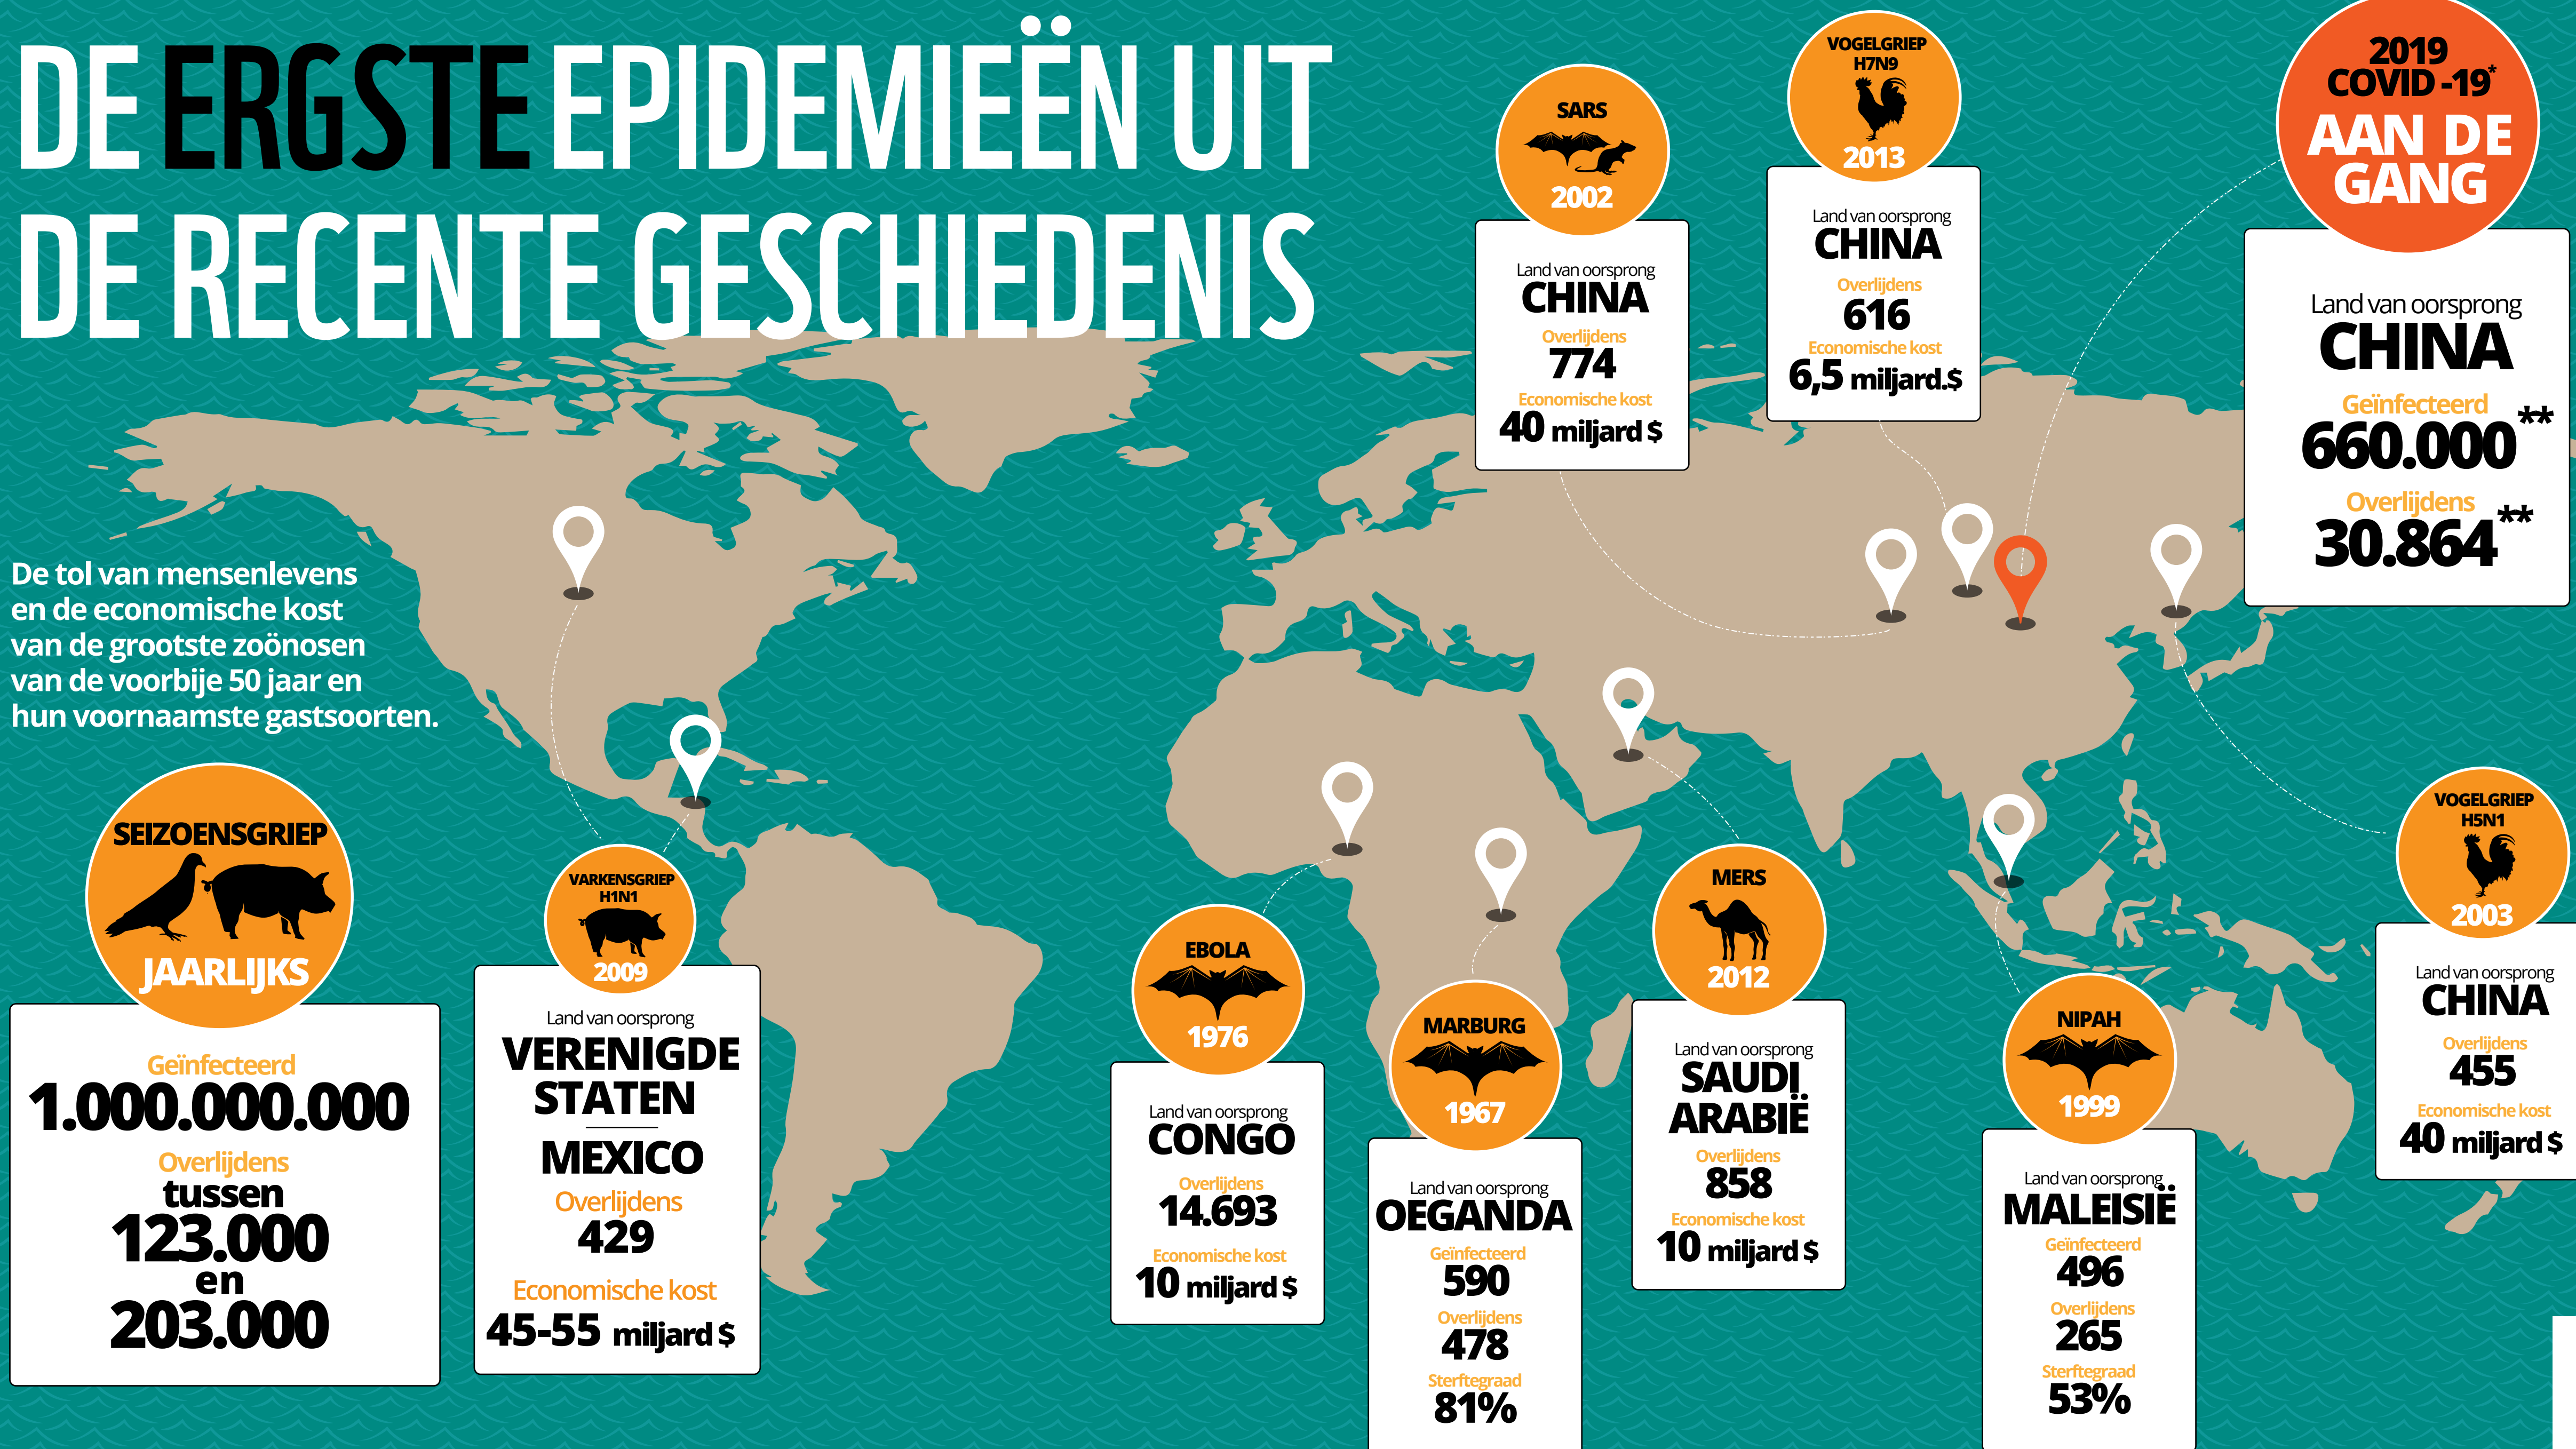 DE ERGSTE EPIDEMIEËN UIT
DE RECENTE GESCHIEDENIS
De tol van mensenlevens
en de economische kost
van de grootste zoönosen
van de voorbije 50 jaar en
hun voornaamste gastsoorten.
SEIZOENSGRIEP
JAARLIJKS
Geïnfecteerd
1.000.000.000
Overlijdens
tussen
123.000
en
203.000
VARKENSGRIEP
H1N1
2009
Land van oorsprong
VERENIGDE
STATEN
MEXICO
Overlijdens
429
Economische kost
45-55 miljard $
EBOLA
1976
Land van oorsprong
CONGO
Overlijdens
14.693
Economische kost
10 miljard $
MARBURG
1967
Land van oorsprong
OEGANDA
Geïnfecteerd
590
Overlijdens
478
Sterftegraad
81%
MERS
2012
Land van oorsprong
SAUDI
ARABIË
Overlijdens
858
Economische kost
10 miljard $
NIPAH
1999
Land van oorsprong
MALEISIË
Geïnfecteerd
496
Overlijdens
265
Sterftegraad
53%
SARS
2002
Land van oorsprong
CHINA
Overlijdens
774
Economische kost
40 miljard $
VOGELGRIEP
H7N9
2013
Land van oorsprong
CHINA
Overlijdens
616
Economische kost
6,5 miljard.$
2019
COVID -19*
AAN DE
GANG
Land van oorsprong
CHINA
Geïnfecteerd
660.000**
Overlijdens
30.864**
VOGELGRIEP
H5N1
2003
Land van oorsprong
CHINA
Overlijdens
455
Economische kost
40 miljard $